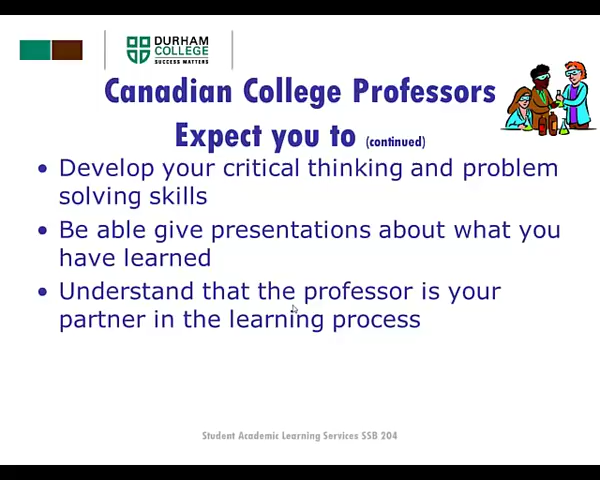 DURHAM
COLLEGE
SUCCESS MATTERS
Canadian College Professors
Expect you to (continued)
• Develop your critical thinking and problem
solving skills
• Be able give presentations about what you
have learned
• Understand that the professor is your
partner in the learning process
Student Academic Learning Services SSB 204